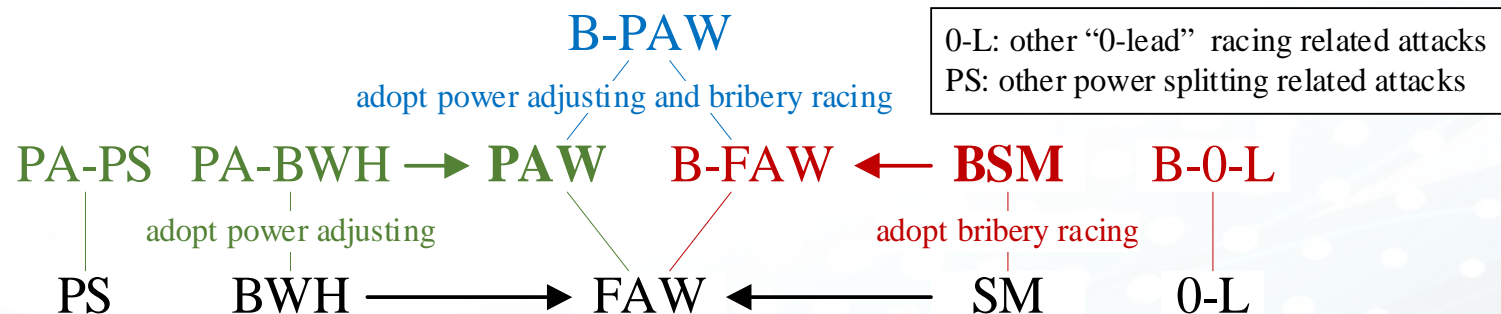 B-PAW
0-L: other “0-lead” racing related attacks
PS: other power splitting related attacks
adopt power adjusting and bribery racing
PA-PS PA-BWH PAW B-FAW BSM B-0-L
adopt power adjusting adopt bribery racing
PS BWH FAW SM 0-L